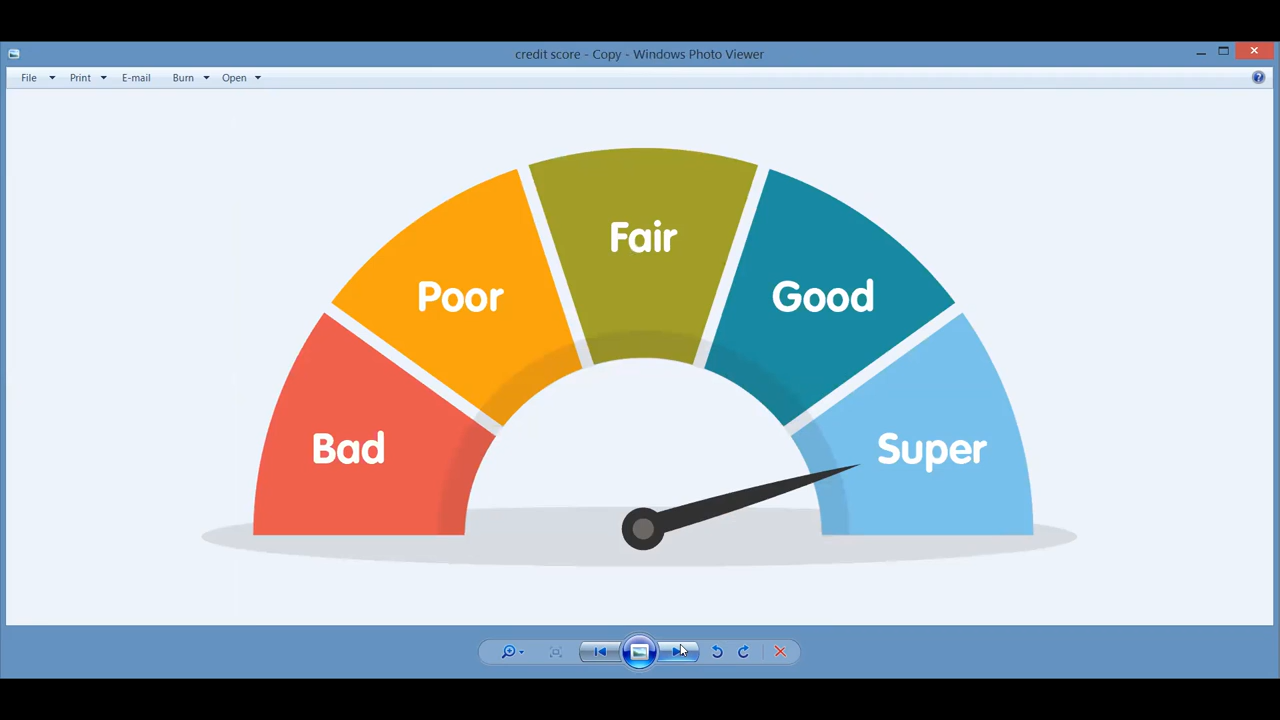 credit score - Copy - Windows Photo Viewer
File Print E-mail Burn Open
Fair
Poor Good
Bad Super